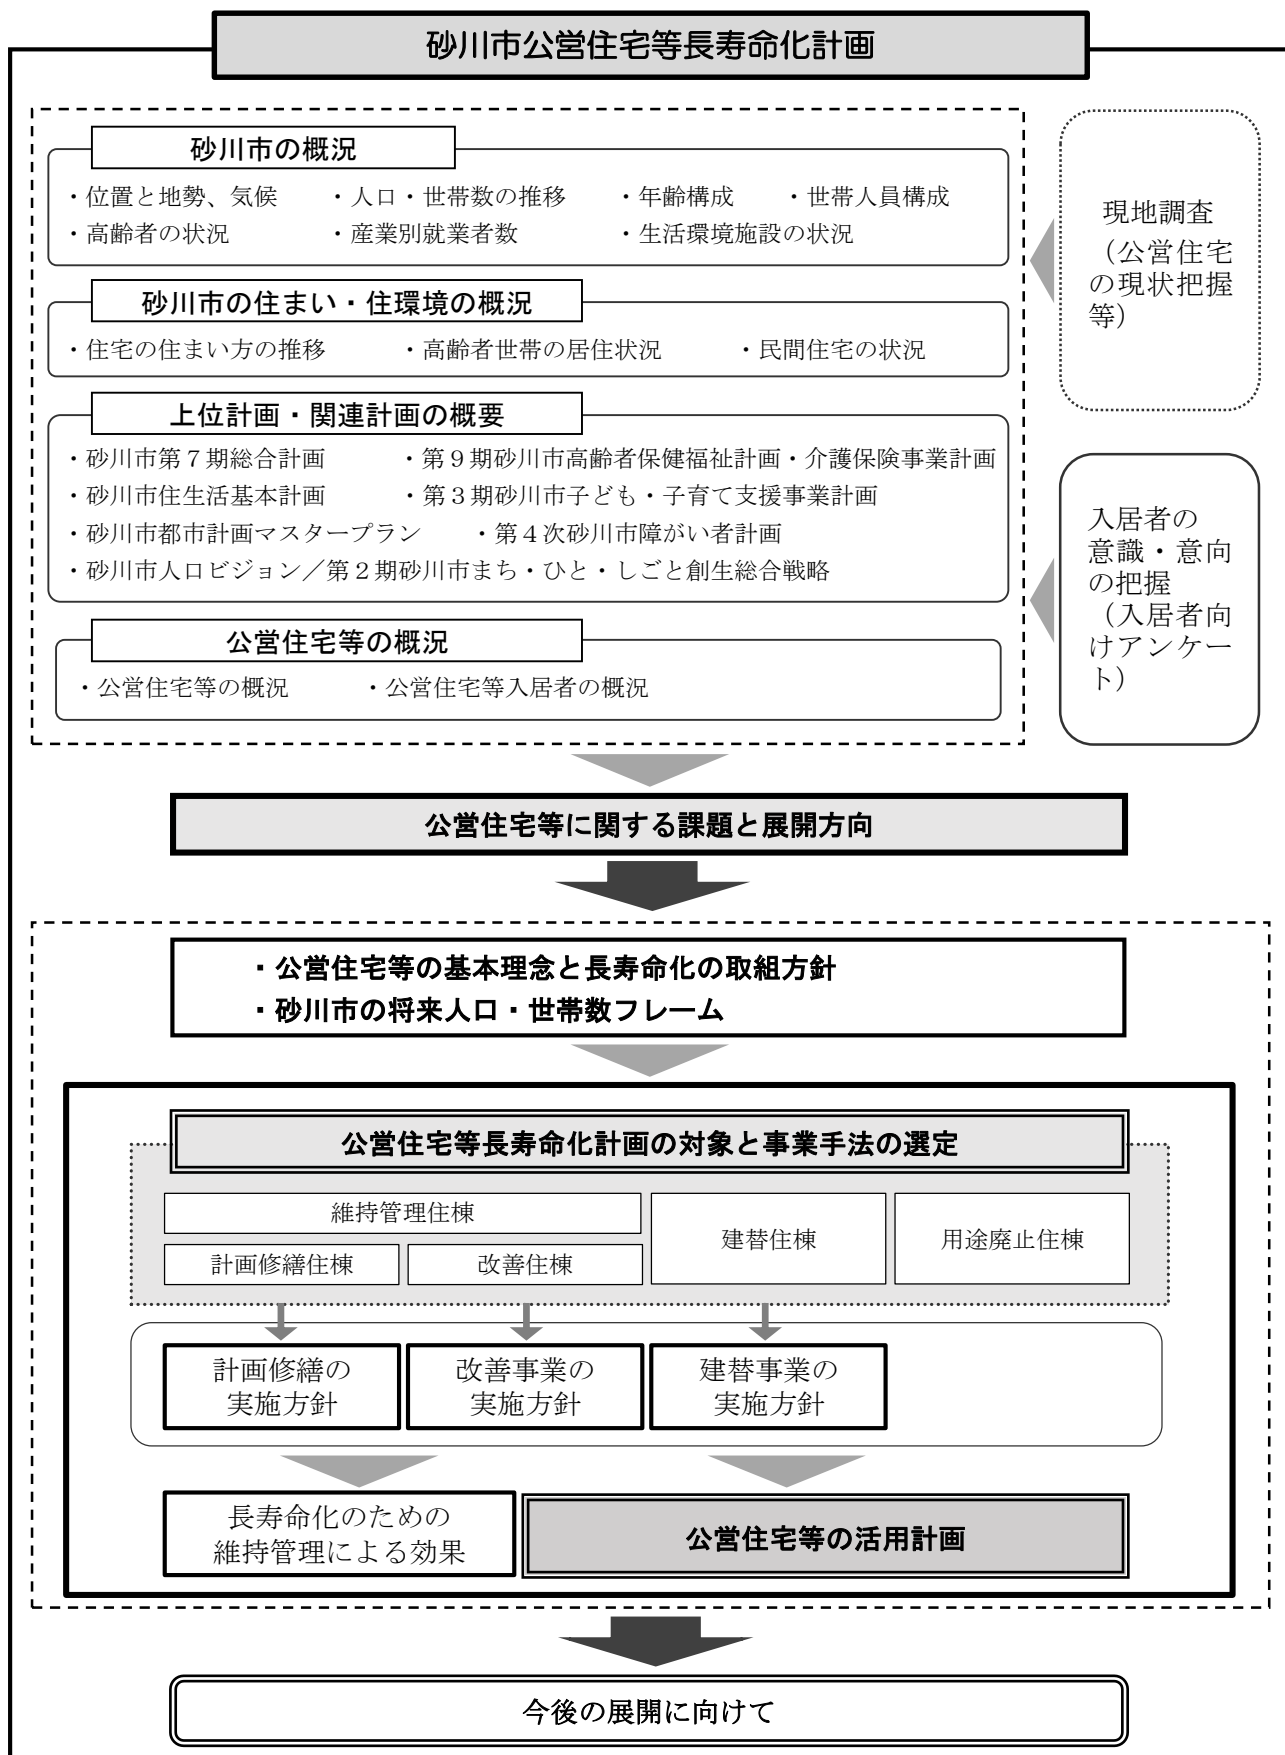 砂川市公営住宅等長寿命化計画
砂川市の概況
・位置と地勢、気候　・人口・世帯数の推移　・年齢構成　・世帯人員構成
・高齢者の状況　・産業別就業者数　・生活環境施設の状況
砂川市の住まい・住環境の概況
・住宅の住まい方の推移　・高齢者世帯の居住状況　・民間住宅の状況
上位計画・関連計画の概要
・砂川市第７期総合計画　・第９期砂川市高齢者保健福祉計画・介護保険事業計画
・砂川市住生活基本計画　・第３期砂川市子ども・子育て支援事業計画
・砂川市都市計画マスタープラン　・第４次砂川市障がい者計画
・砂川市人口ビジョン／第２期砂川市まち・ひと・しごと創生総合戦略
公営住宅等の概況
・公営住宅等の概況　・公営住宅等入居者の概況
現地調査
（公営住宅
の現状把握
等）
入居者の
意識・意向
の把握
（入居者向
けアンケー
ト）
公営住宅等に関する課題と展開方向
・公営住宅等の基本理念と長寿命化の取組方針
・砂川市の将来人口・世帯数フレーム
公営住宅等長寿命化計画の対象と事業手法の選定
維持管理住棟
計画修繕住棟
改善住棟
建替住棟
用途廃止住棟
計画修繕の
実施方針
改善事業の
実施方針
建替事業の
実施方針
長寿命化のための
維持管理による効果
公営住宅等の活用計画
今後の展開に向けて